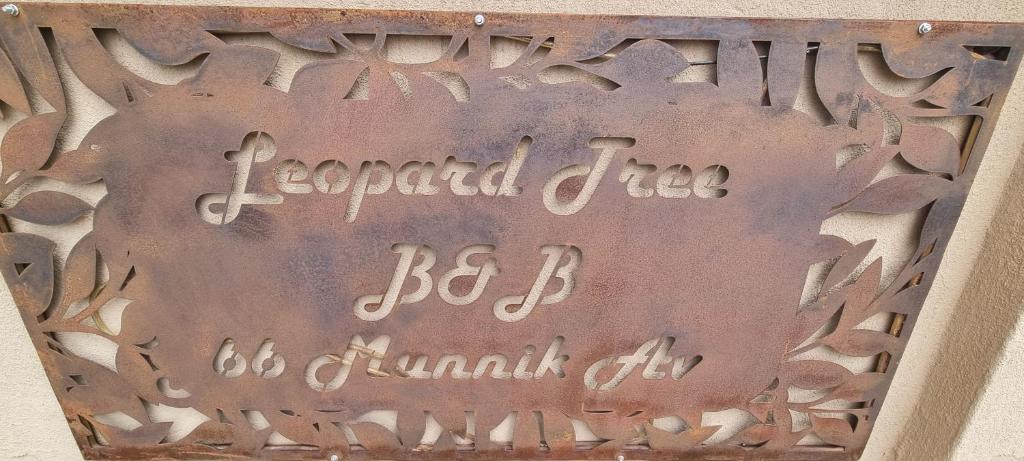 Leopard Tree
B&B
66 Munnik Av